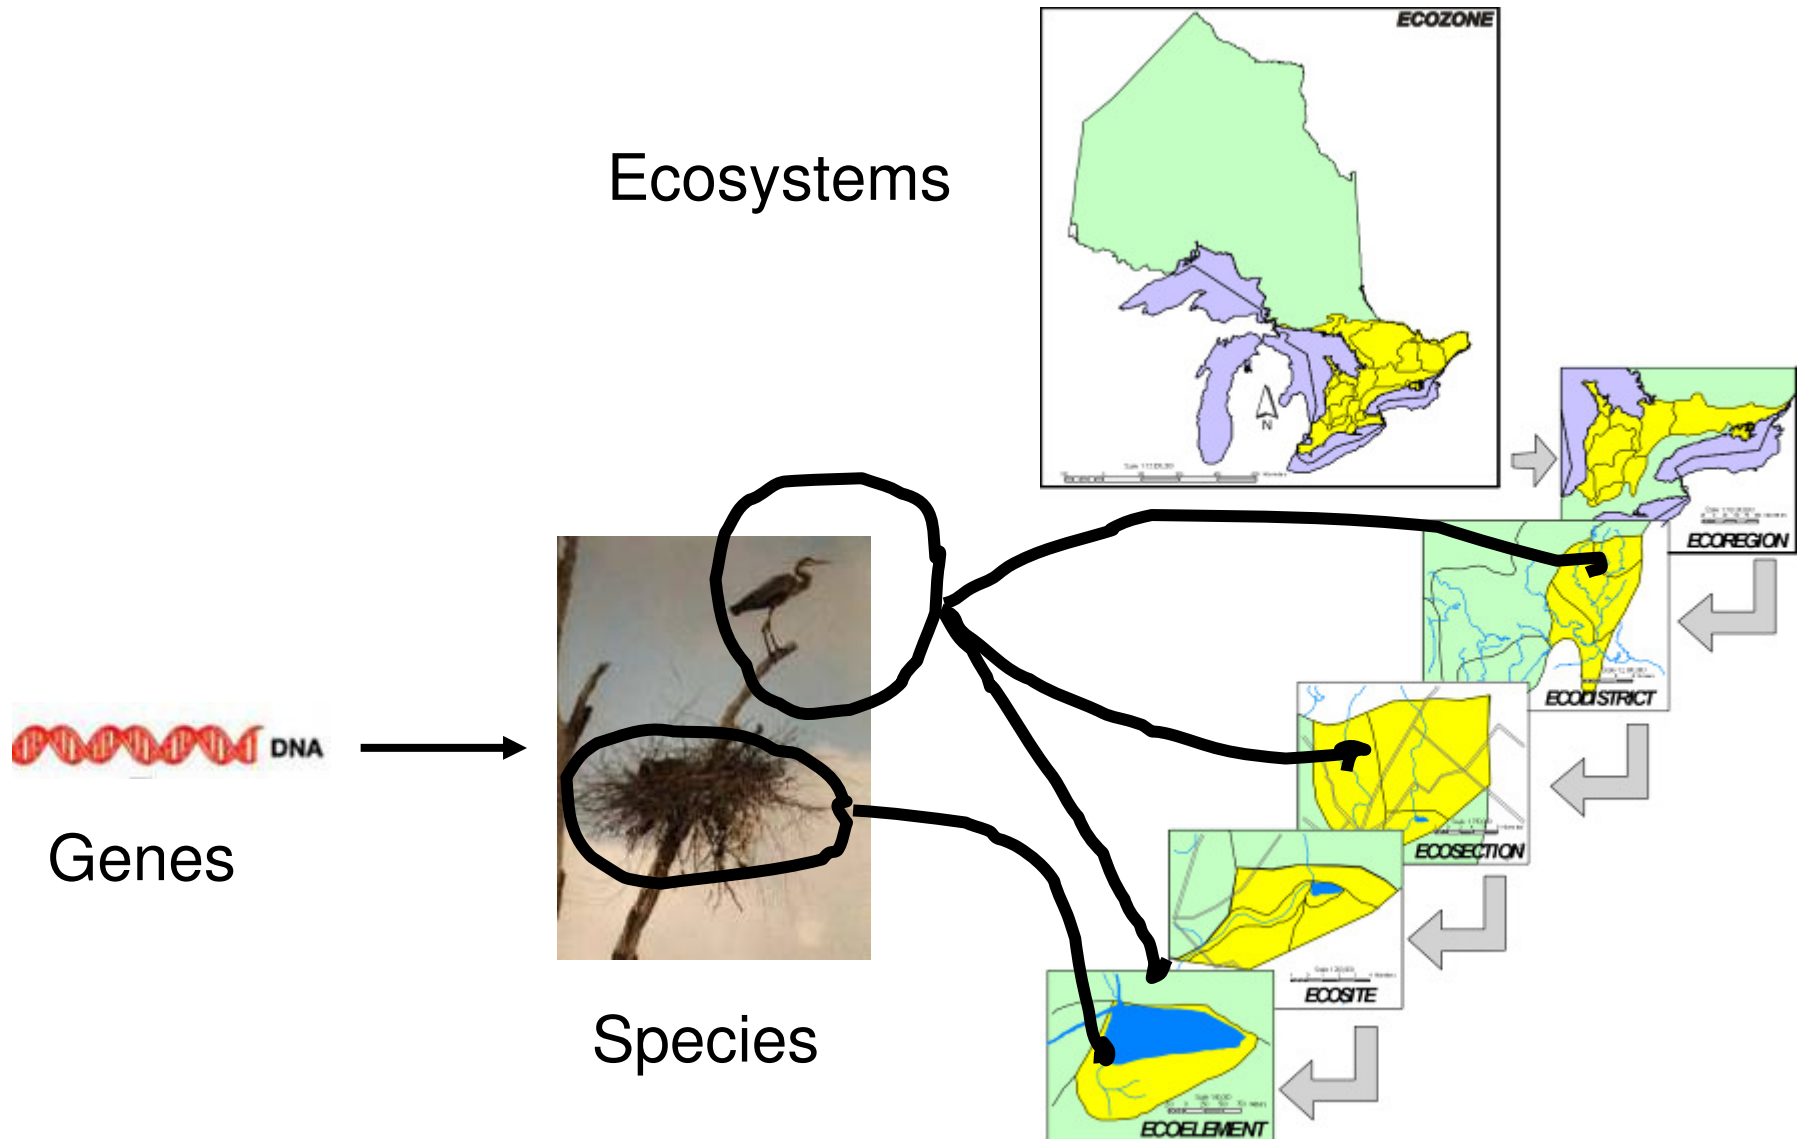 ECOZONE
Ecosystems
N
ECOREGION
ECODISTRICT
DNA
Genes
ECOSECTION
ECOSITE
Species
ECOELEMENT